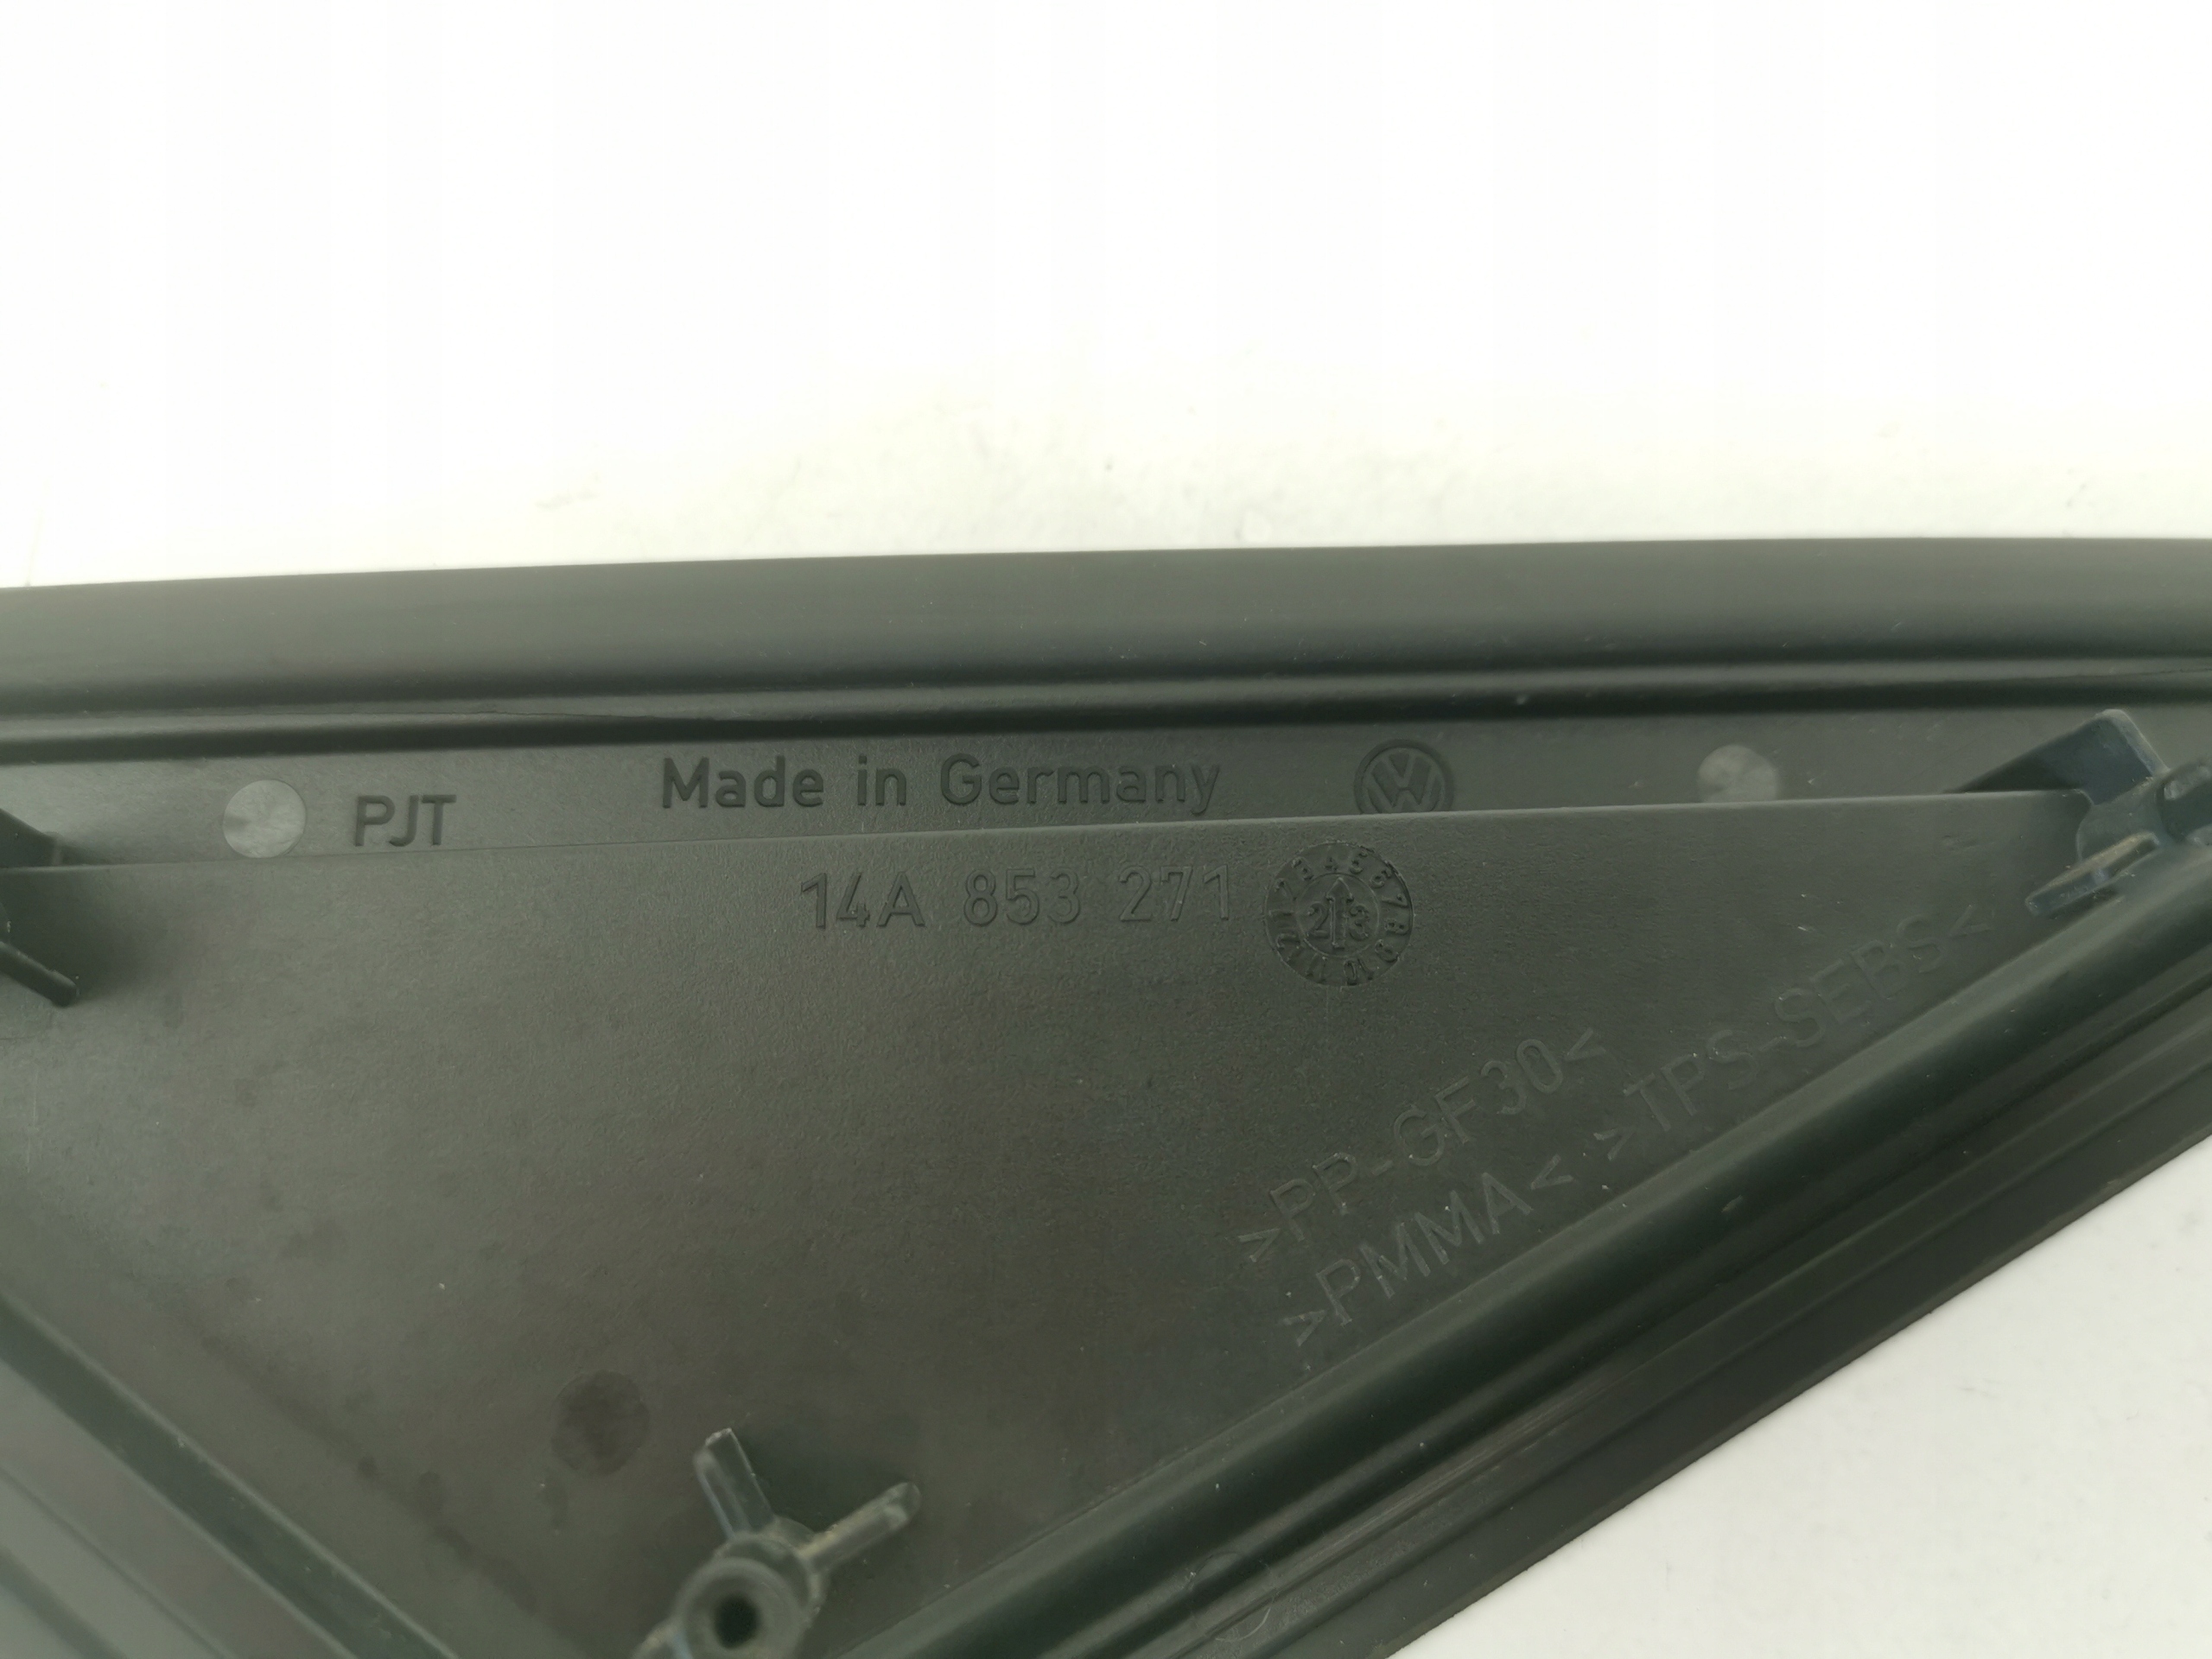 PJT
Made in Germany
14A 853 271
>PP-GF30<
>PMMA< >TPS-SEBS<